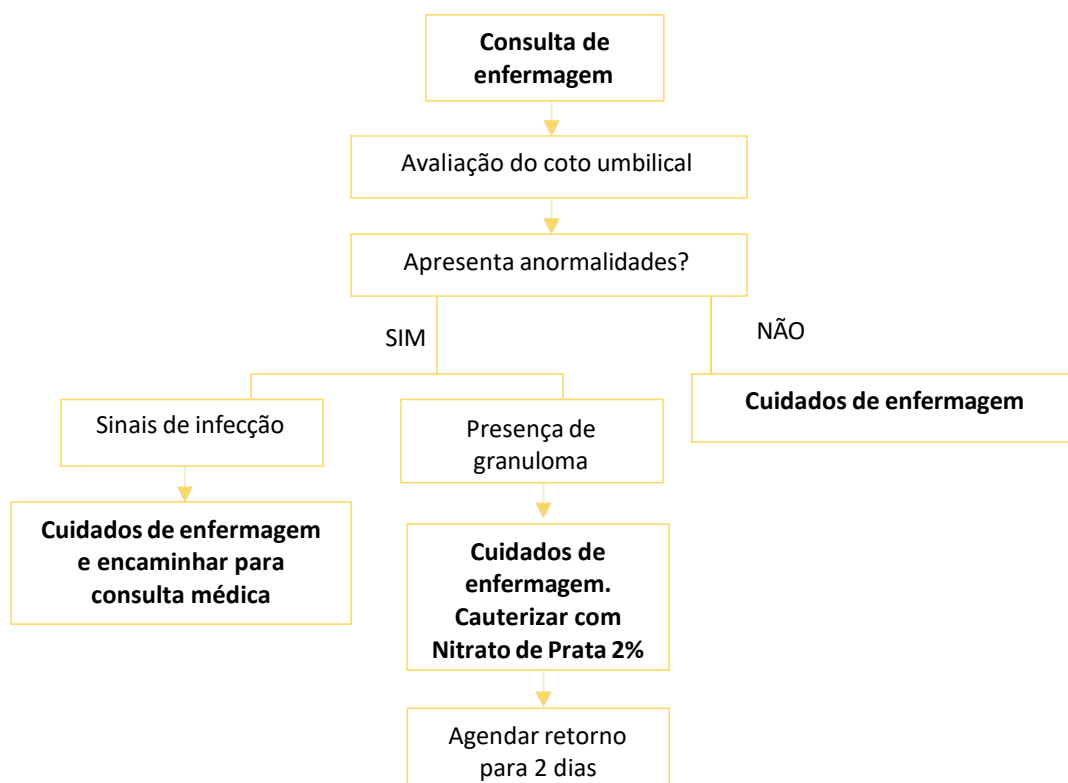 Consulta de
enfermagem
Avaliação do coto umbilical
Apresenta anormalidades?
SIM
NÃO
Cuidados de enfermagem
Sinais de infecção
Presença de
granuloma
Cuidados de enfermagem
e encaminhar para
consulta médica
Cuidados de
enfermagem.
Cauterizar com
Nitrato de Prata 2%
Agendar retorno
para 2 dias